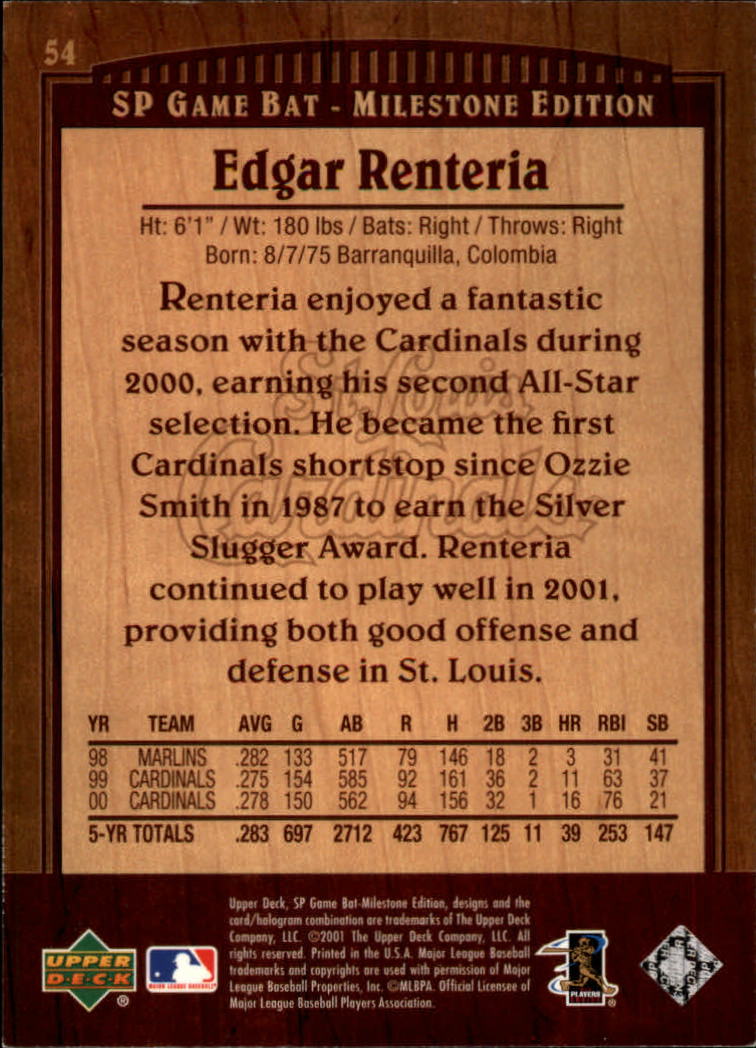 54
SP GAME BAT - MILESTONE EDITION
Edgar Renteria
Ht: 6'1" / Wt: 180 lbs / Bats: Right / Throws: Right
Born: 8/7/75 Barranquilla, Colombia
Renteria enjoyed a fantastic
season with the Cardinals during
2000, earning his second All-Star
selection. He became the first
Cardinals shortstop since Ozzie
Smith in 1987 to earn the Silver
Slugger Award. Renteria
continued to play well in 2001,
providing both good offense and
defense in St. Louis.
St. Louis
Cardinals
YR TEAM AVG G AB R H 2B 3B HR RBI SB
98 MARLINS .282 133 517 79 146 18 2 3 31 41
99 CARDINALS .275 154 585 92 161 36 2 11 63 37
00 CARDINALS .278 150 562 94 156 32 1 16 76 21
5-YR TOTALS .283 697 2712 423 767 125 11 39 253 147
Upper Deck, SP Game Bat-Milestone Edition, designs and the
card/hologram combination are trademarks of The Upper Deck
Company, LLC. ©2001 The Upper Deck Company, LLC. All
rights reserved. Printed in the U.S.A. Major League Baseball
trademarks and copyrights are used with permission of Major
League Baseball Properties, Inc. ©MLBPA. Official Licensee of
Major League Baseball Players Association.
UPPER
D·E·C·K
®
MAJOR LEAGUE BASEBALL
PLAYERS
®